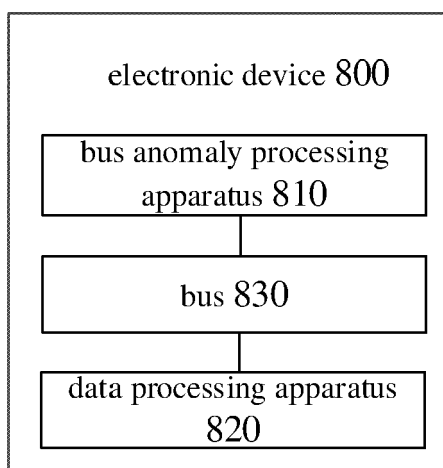 electronic device 800
bus anomaly processing
apparatus 810
bus 830
data processing apparatus
820